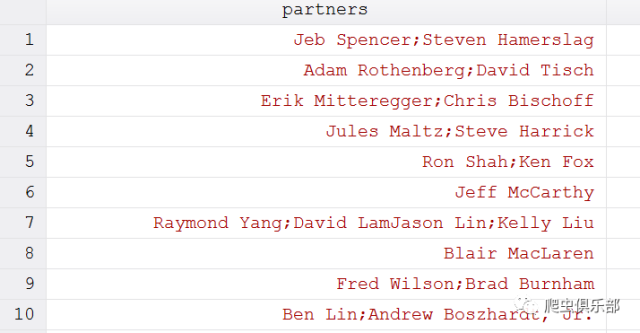 partners
1 Jeb Spencer;Steven Hamerslag
2 Adam Rothenberg;David Tisch
3 Erik Mitteregger;Chris Bischoff
4 Jules Maltz;Steve Harrick
5 Ron Shah;Ken Fox
6 Jeff McCarthy
7 Raymond Yang;David LamJason Lin;Kelly Liu
8 Blair MacLaren
9 Fred Wilson;Brad Burnham
10 Ben Lin;Andrew Boszhardt, Jr.
爬虫俱乐部